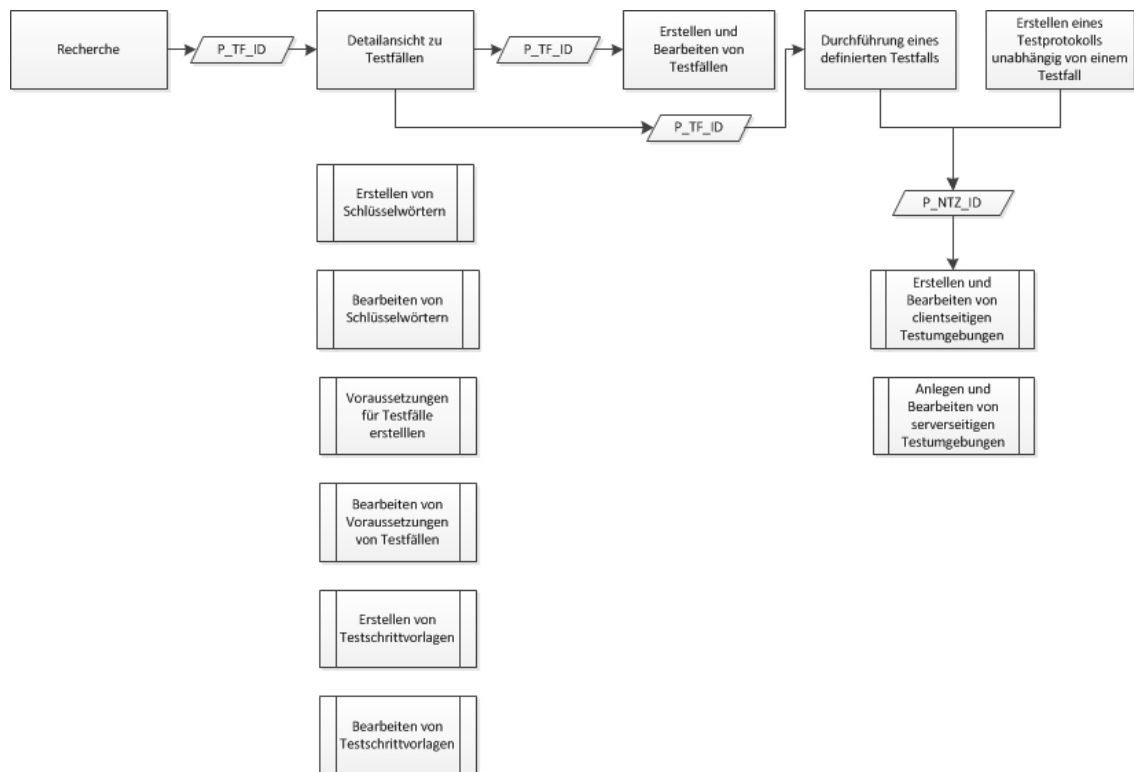 Recherche
P_TF_ID
Detailansicht zu
Testfällen
P_TF_ID
Erstellen und
Bearbeiten von
Testfällen
Durchführung eines
definierten Testfalls
Erstellen eines
Testprotokolls
unabhängig von einem
Testfall
P_TF_ID
Erstellen von
Schlüsselwörtern
P_NTZ_ID
Bearbeiten von
Schlüsselwörtern
Erstellen und
Bearbeiten von
clientseitigen
Testumgebungen
Voraussetzungen
für Testfälle
erstelllen
Anlegen und
Bearbeiten von
serverseitigen
Testumgebungen
Bearbeiten von
Voraussetzungen
von Testfällen
Erstellen von
Testschrittvorlagen
Bearbeiten von
Testschrittvorlagen